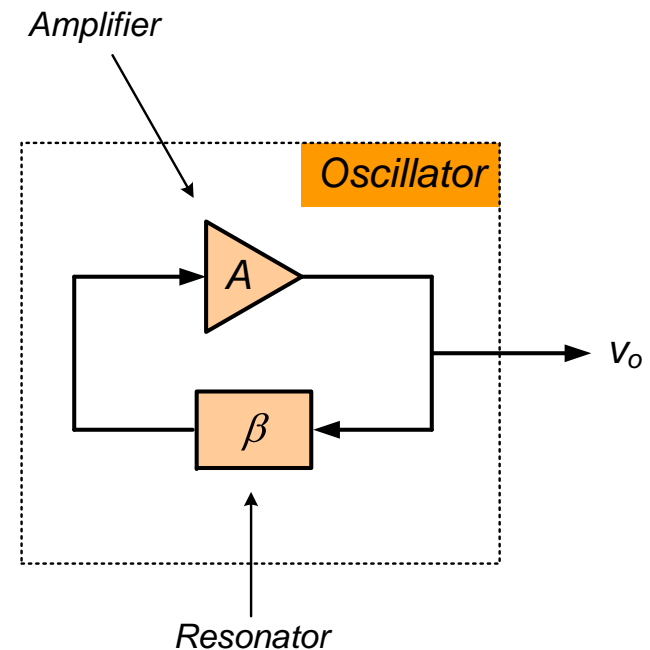 Amplifier
Oscillator
A
vₒ
β
Resonator